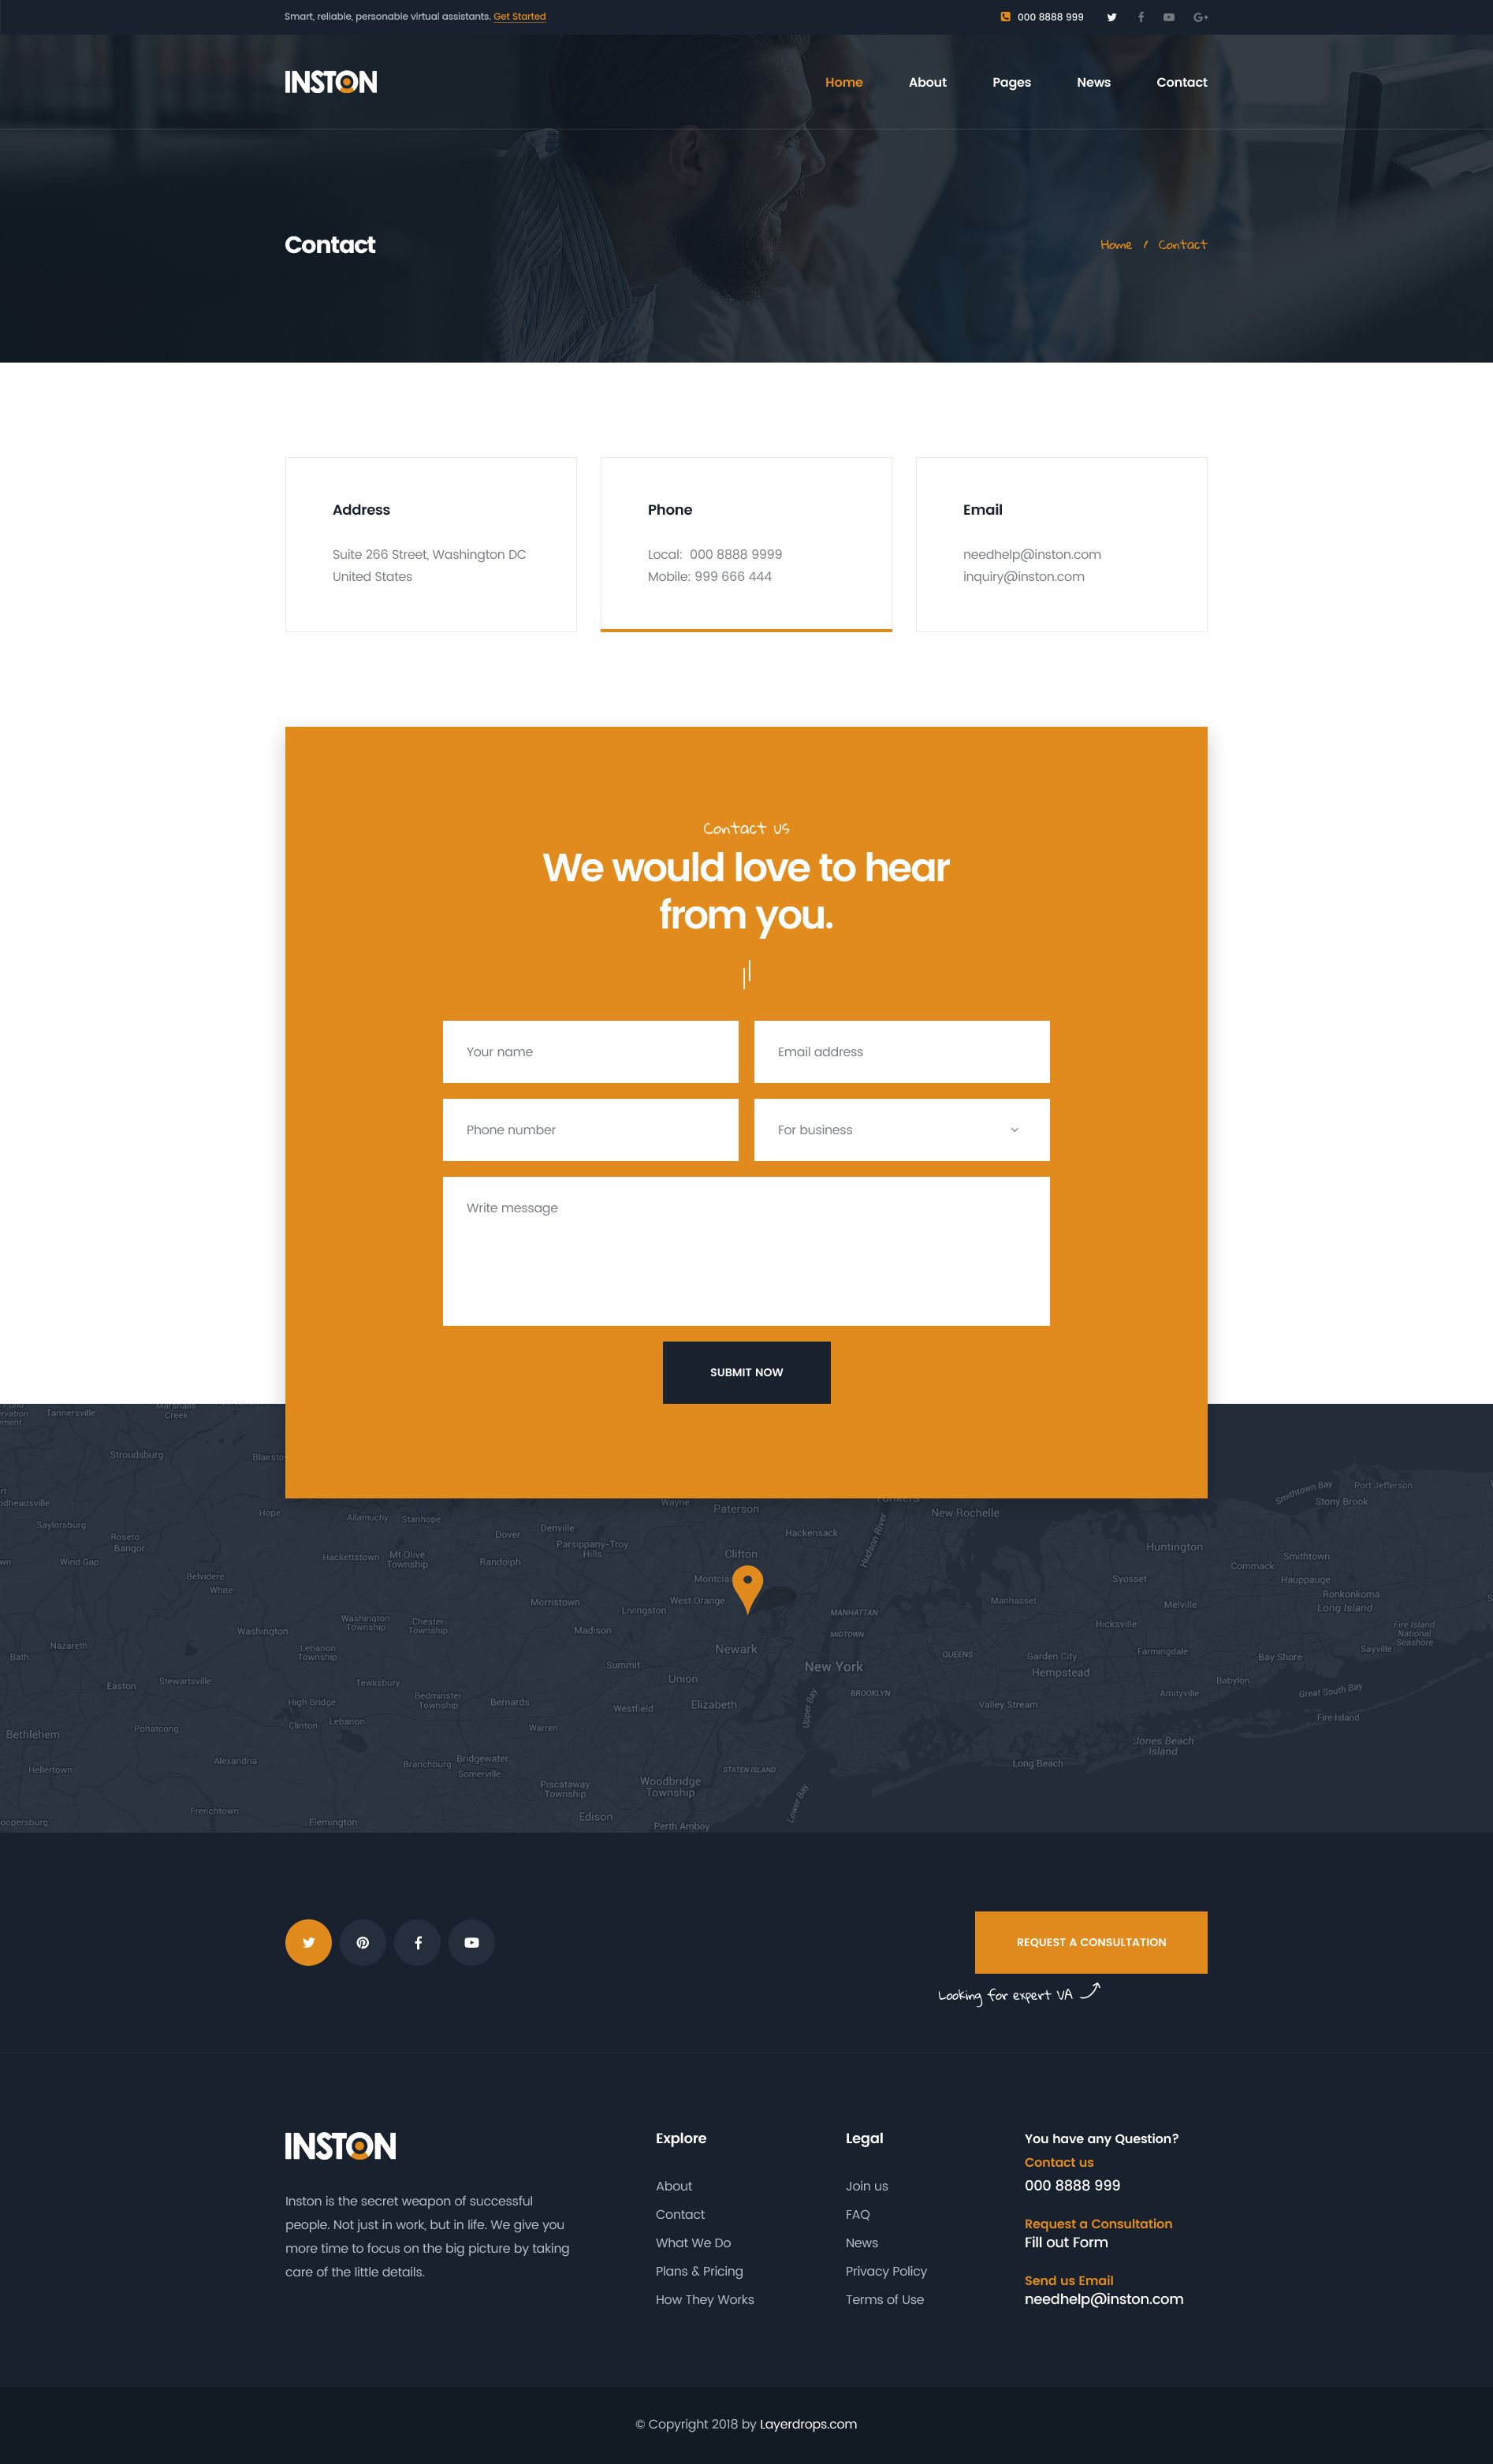 Smart, reliable, personable virtual assistants. Get Started
000 8888 999
INSTON
Home About Pages News Contact
Contact
Home / Contact
Address
Suite 266 Street, Washington DC
United States
Phone
Local: 000 8888 9999
Mobile: 999 666 444
Email
needhelp@inston.com
inquiry@inston.com
Contact us
We would love to hear
from you.
Your name
Email address
Phone number
For business
Write message
SUBMIT NOW
Tannersville
Creek
Stroudsburg
Smithtown Bay
Port Jefferson
Stony Brook
Wayne
Paterson
New Rochelle
Hope
Allamuchy
Stanhope
Saylorsburg
Roseto
Bangor
Dover
Denville
Parsippany-Troy
Hills
Hackensack
Hudson River
Huntington
Wind Gap
Hackettstown
Mt Olive
Township
Randolph
Clifton
Commack
Smithtown
Hauppauge
Belvidere
White
Syosset
Ronkonkoma
Long Island
Morristown
Livingston
West Orange
MANHATTAN
Manhasset
Melville
Washington
Washington
Township
Chester
Township
Madison
MIDTOWN
Hicksville
Fire Island
National
Seashore
Nazareth
Bath
Lebanon
Township
Newark
QUEENS
Garden City
Farmingdale
Sayville
Bay Shore
Summit
New York
Hempstead
Easton
Stewartsville
Tewksbury
Union
Babylon
High Bridge
Bedminster
Township
Bernards
Westfield
Elizabeth
Upper Bay
BROOKLYN
Valley Stream
Amityville
Great South Bay
Fire Island
Bethlehem
Pohatcong
Clinton
Lebanon
Warren
Jones Beach
Island
Hellertown
Alexandria
Branchburg
Bridgewater
Somerville
STATEN ISLAND
Long Beach
Piscataway
Township
Woodbridge
Township
Lower Bay
Frenchtown
Flemington
Edison
Perth Amboy
REQUEST A CONSULTATION
Looking for expert VA
INSTON
Inston is the secret weapon of successful
people. Not just in work, but in life. We give you
more time to focus on the big picture by taking
care of the little details.
Explore
About
Contact
What We Do
Plans & Pricing
How They Works
Legal
Join us
FAQ
News
Privacy Policy
Terms of Use
You have any Question?
Contact us
000 8888 999
Request a Consultation
Fill out Form
Send us Email
needhelp@inston.com
© Copyright 2018 by Layerdrops.com